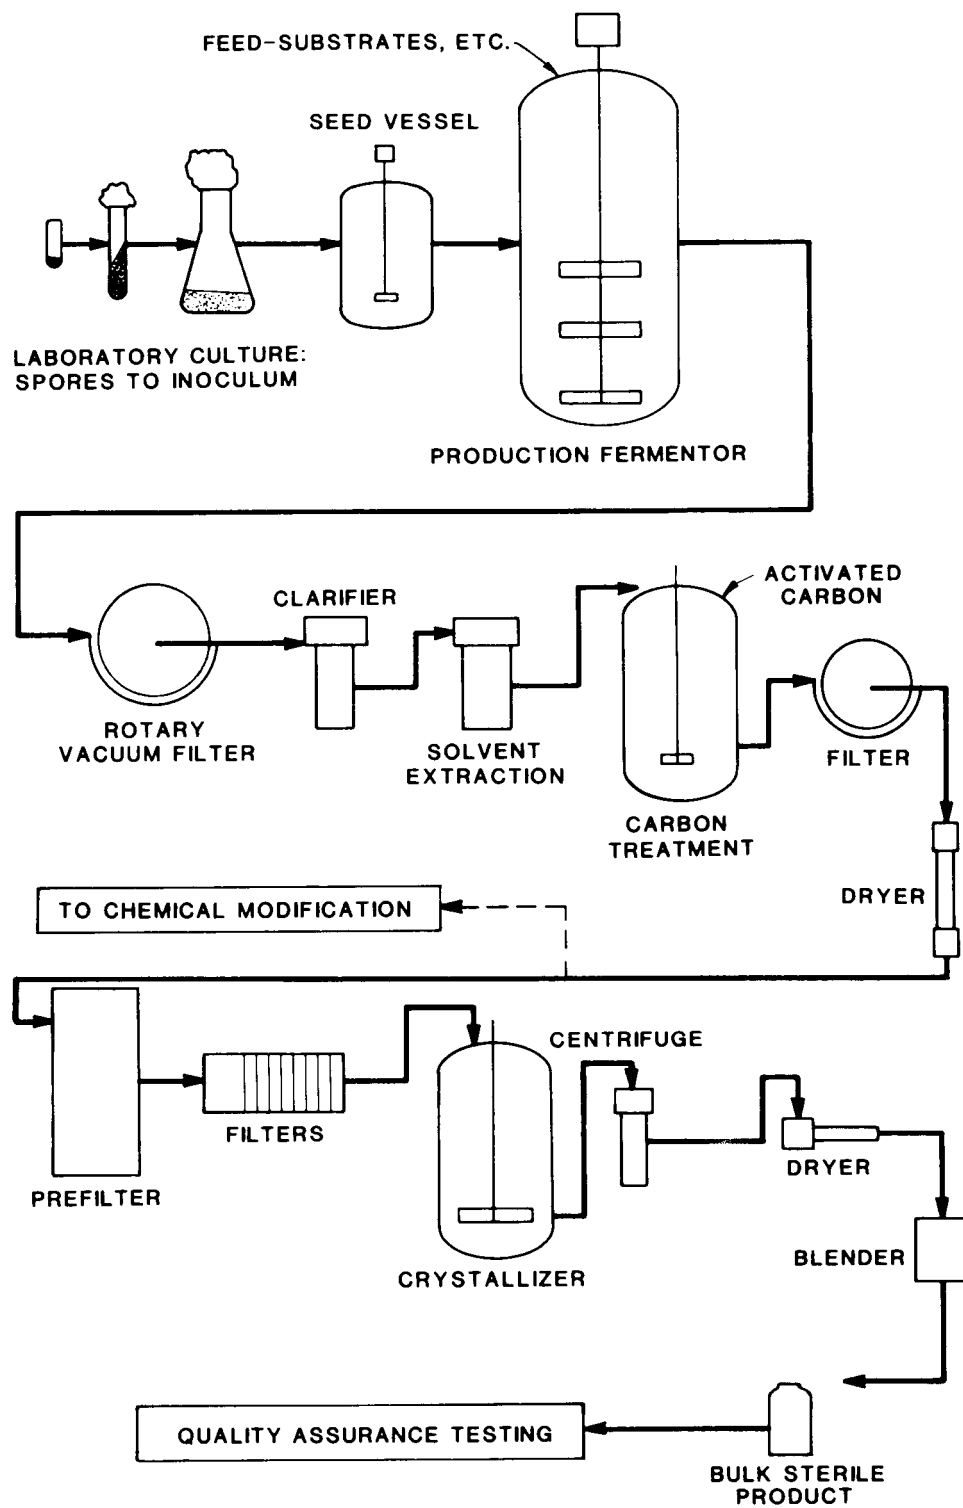 FEED-SUBSTRATES, ETC.
SEED VESSEL
LABORATORY CULTURE:
SPORES TO INOCULUM
PRODUCTION FERMENTOR
CLARIFIER
ACTIVATED
CARBON
ROTARY
VACUUM FILTER
SOLVENT
EXTRACTION
FILTER
CARBON
TREATMENT
DRYER
TO CHEMICAL MODIFICATION
CENTRIFUGE
FILTERS
DRYER
PREFILTER
BLENDER
CRYSTALLIZER
QUALITY ASSURANCE TESTING
BULK STERILE
PRODUCT